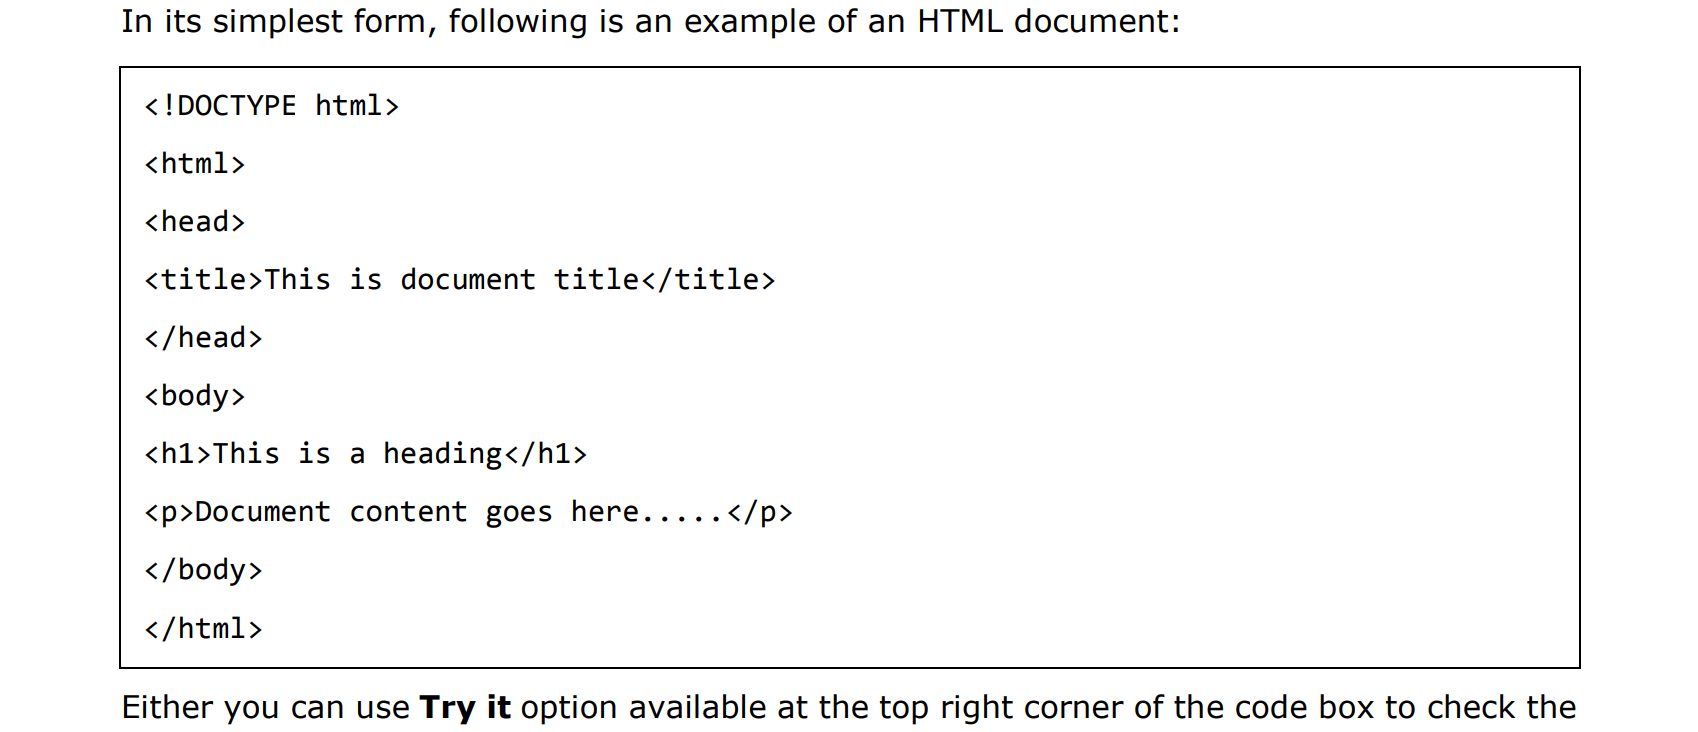 In its simplest form, following is an example of an HTML document:
<!DOCTYPE html>
<html>
<head>
<title>This is document title</title>
</head>
<body>
<h1>This is a heading</h1>
<p>Document content goes here.....</p>
</body>
</html>
Either you can use Try it option available at the top right corner of the code box to check the